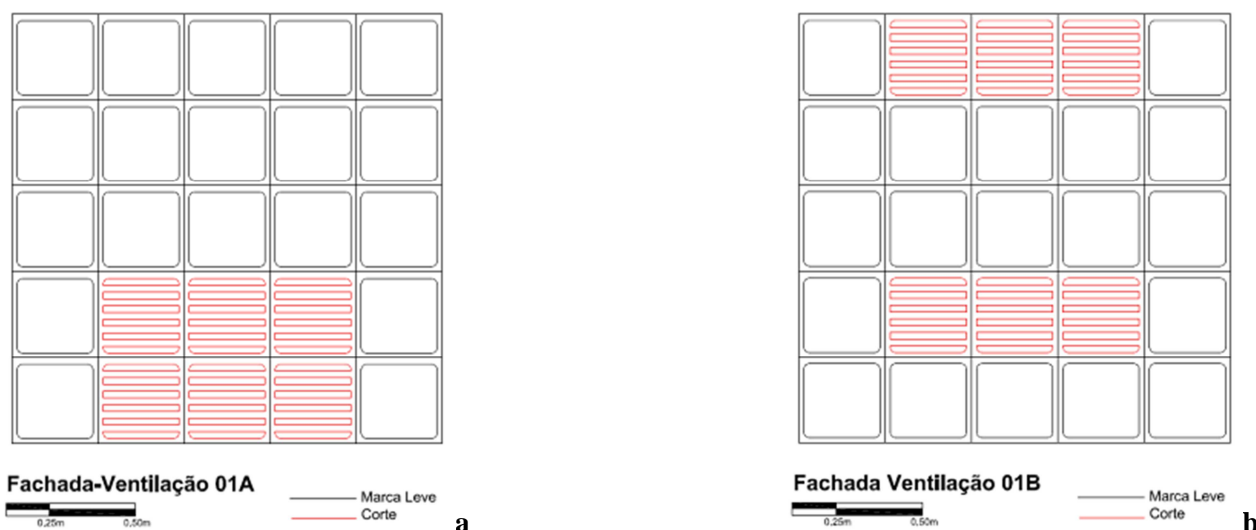 Fachada-Ventilação 01A
0,25m 0,50m
Marca Leve
Corte
a
Fachada Ventilação 01B
0,25m 0,50m
Marca Leve
Corte
b